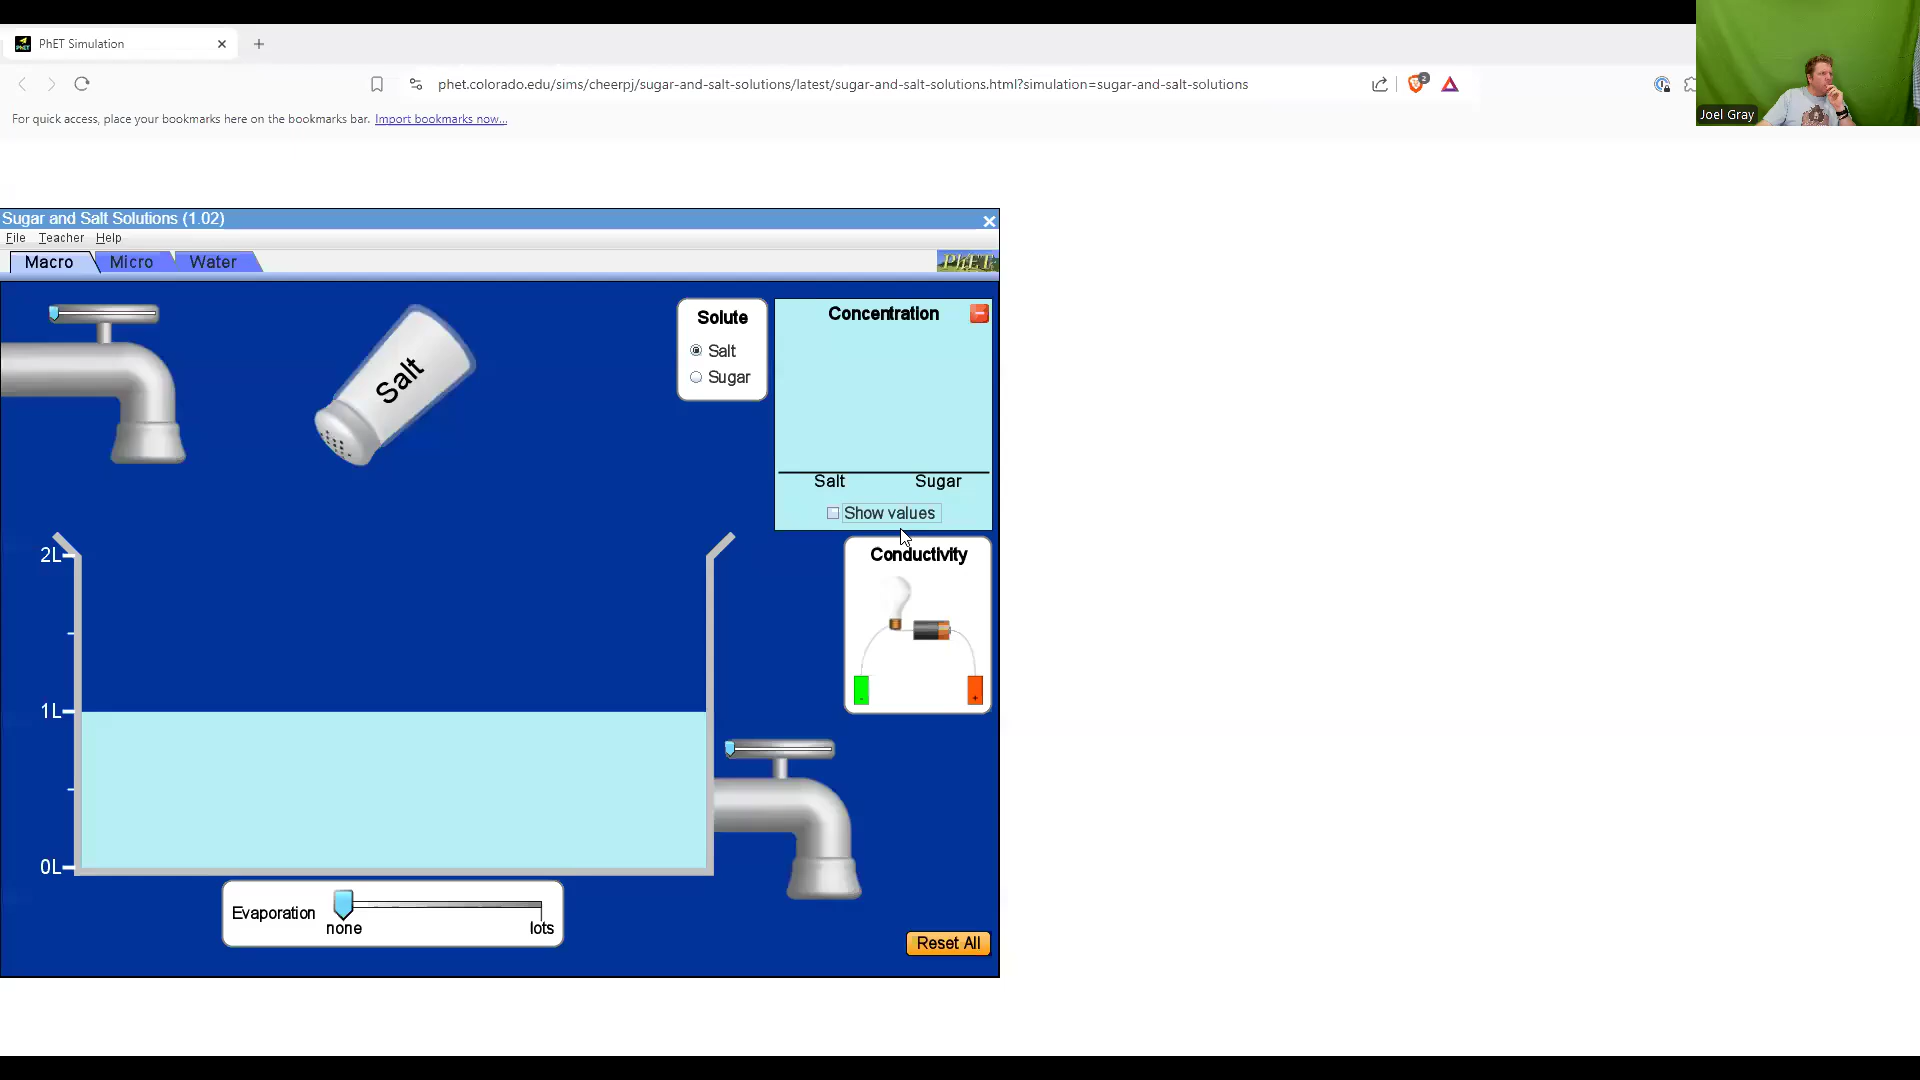 PhET Simulation
phet.colorado.edu/sims/cheerpj/sugar-and-salt-solutions/latest/sugar-and-salt-solutions.html?simulation=sugar-and-salt-solutions
2
For quick access, place your bookmarks here on the bookmarks bar. Import bookmarks now...
Joel Gray
Sugar and Salt Solutions (1.02)
File Teacher Help
Macro Micro Water
PhET
Salt
Solute
Salt
Sugar
Concentration
Salt Sugar
Show values
Conductivity
- +
2L
1L
0L
Evaporation
none lots
Reset All